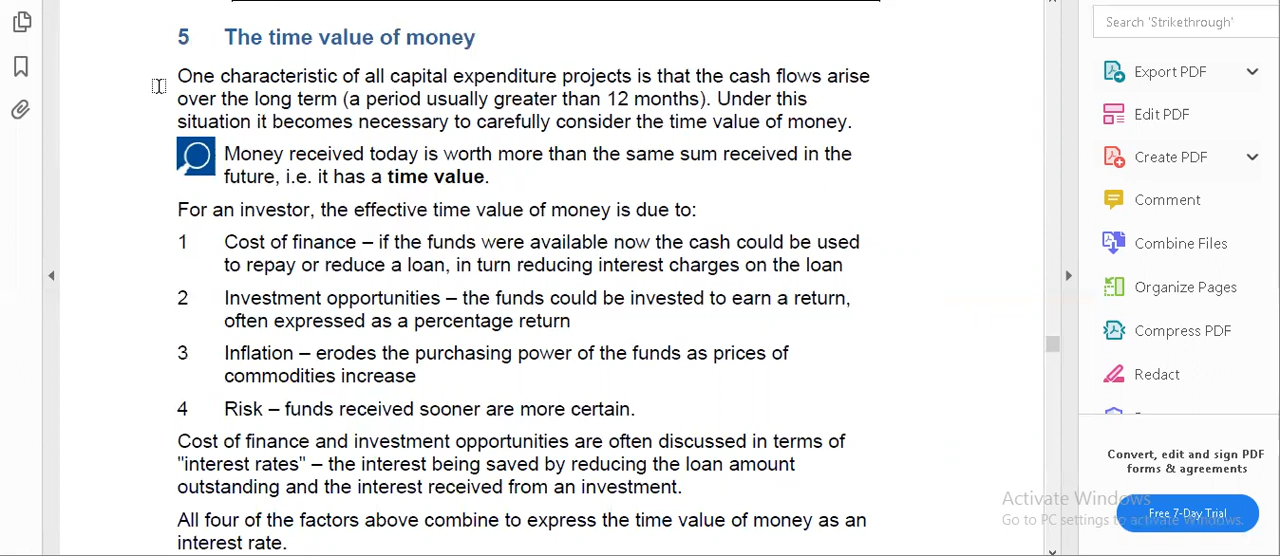 5 The time value of money
One characteristic of all capital expenditure projects is that the cash flows arise
over the long term (a period usually greater than 12 months). Under this
situation it becomes necessary to carefully consider the time value of money.
Money received today is worth more than the same sum received in the
future, i.e. it has a time value.
For an investor, the effective time value of money is due to:
1 Cost of finance – if the funds were available now the cash could be used
to repay or reduce a loan, in turn reducing interest charges on the loan
2 Investment opportunities – the funds could be invested to earn a return,
often expressed as a percentage return
3 Inflation – erodes the purchasing power of the funds as prices of
commodities increase
4 Risk – funds received sooner are more certain.
Cost of finance and investment opportunities are often discussed in terms of
"interest rates" – the interest being saved by reducing the loan amount
outstanding and the interest received from an investment.
All four of the factors above combine to express the time value of money as an
interest rate.
Search 'Strikethrough'
Export PDF
Edit PDF
Create PDF
Comment
Combine Files
Organize Pages
Compress PDF
Redact
Convert, edit and sign PDF
forms & agreements
Activate Windows
Go to PC settings to activate Windows.
Free 7-Day Trial